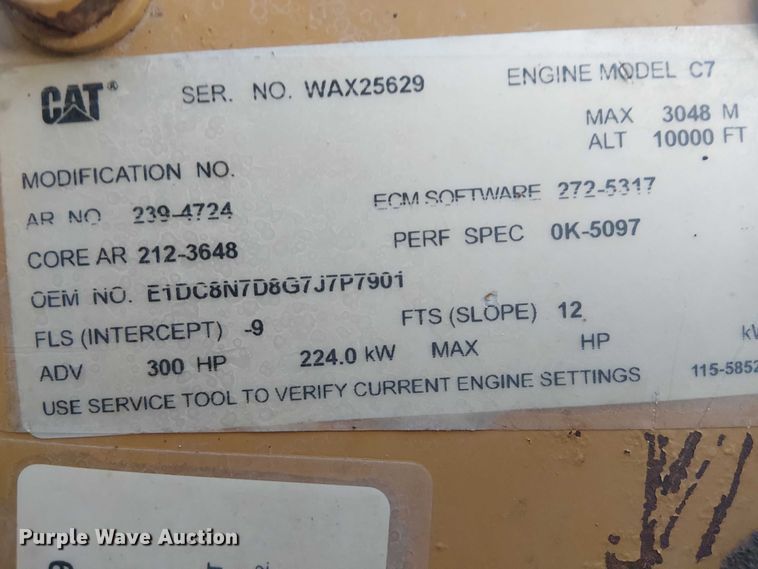 CAT® SER. NO. WAX25629 ENGINE MODEL C7
MAX 3048 M
ALT 10000 FT
MODIFICATION NO.
AR NO 239-4724 ECM SOFTWARE 272-5317
CORE AR 212-3648 PERF SPEC 0K-5097
OEM NO. E1DC8N7D8G7J7P7901
FLS (INTERCEPT) -9 FTS (SLOPE) 12
ADV 300 HP 224.0 kW MAX HP
USE SERVICE TOOL TO VERIFY CURRENT ENGINE SETTINGS 115-5852
Purple Wave Auction